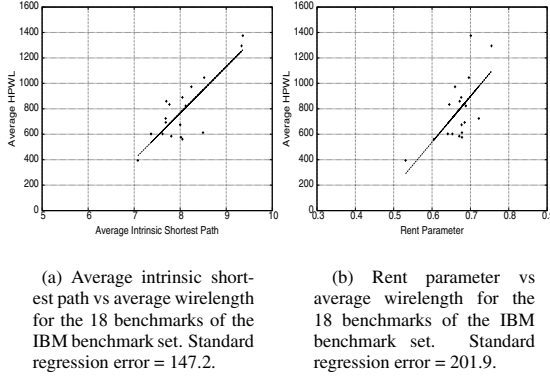 1600
1400
1200
1000
800
600
400
200
0
Average HPWL
5 6 7 8 9 10
Average Intrinsic Shortest Path
1600
1400
1200
1000
800
600
400
200
0
Average HPWL
0.3 0.4 0.5 0.6 0.7 0.8 0.9
Rent Parameter
(a) Average intrinsic short-
est path vs average wirelength
for the 18 benchmarks of the
IBM benchmark set. Standard
regression error = 147.2.
(b) Rent parameter vs
average wirelength for the
18 benchmarks of the IBM
benchmark set. Standard
regression error = 201.9.